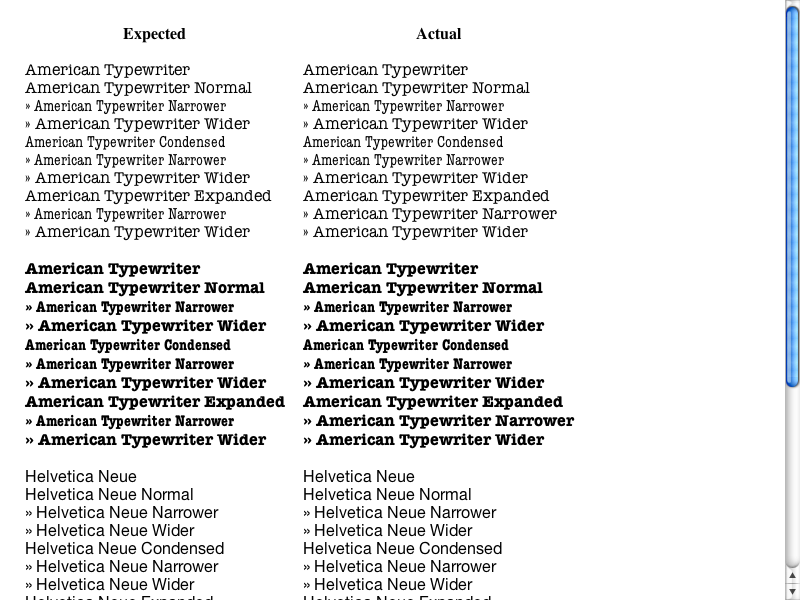 Expected Actual
American Typewriter American Typewriter
American Typewriter Normal American Typewriter Normal
» American Typewriter Narrower » American Typewriter Narrower
» American Typewriter Wider » American Typewriter Wider
American Typewriter Condensed American Typewriter Condensed
» American Typewriter Narrower » American Typewriter Narrower
» American Typewriter Wider » American Typewriter Wider
American Typewriter Expanded American Typewriter Expanded
» American Typewriter Narrower » American Typewriter Narrower
» American Typewriter Wider » American Typewriter Wider
American Typewriter American Typewriter
American Typewriter Normal American Typewriter Normal
» American Typewriter Narrower » American Typewriter Narrower
» American Typewriter Wider » American Typewriter Wider
American Typewriter Condensed American Typewriter Condensed
» American Typewriter Narrower » American Typewriter Narrower
» American Typewriter Wider » American Typewriter Wider
American Typewriter Expanded American Typewriter Expanded
» American Typewriter Narrower » American Typewriter Narrower
» American Typewriter Wider » American Typewriter Wider
Helvetica Neue Helvetica Neue
Helvetica Neue Normal Helvetica Neue Normal
» Helvetica Neue Narrower » Helvetica Neue Narrower
» Helvetica Neue Wider » Helvetica Neue Wider
Helvetica Neue Condensed Helvetica Neue Condensed
» Helvetica Neue Narrower » Helvetica Neue Narrower
» Helvetica Neue Wider » Helvetica Neue Wider
Helvetica Neue Expanded Helvetica Neue Expanded